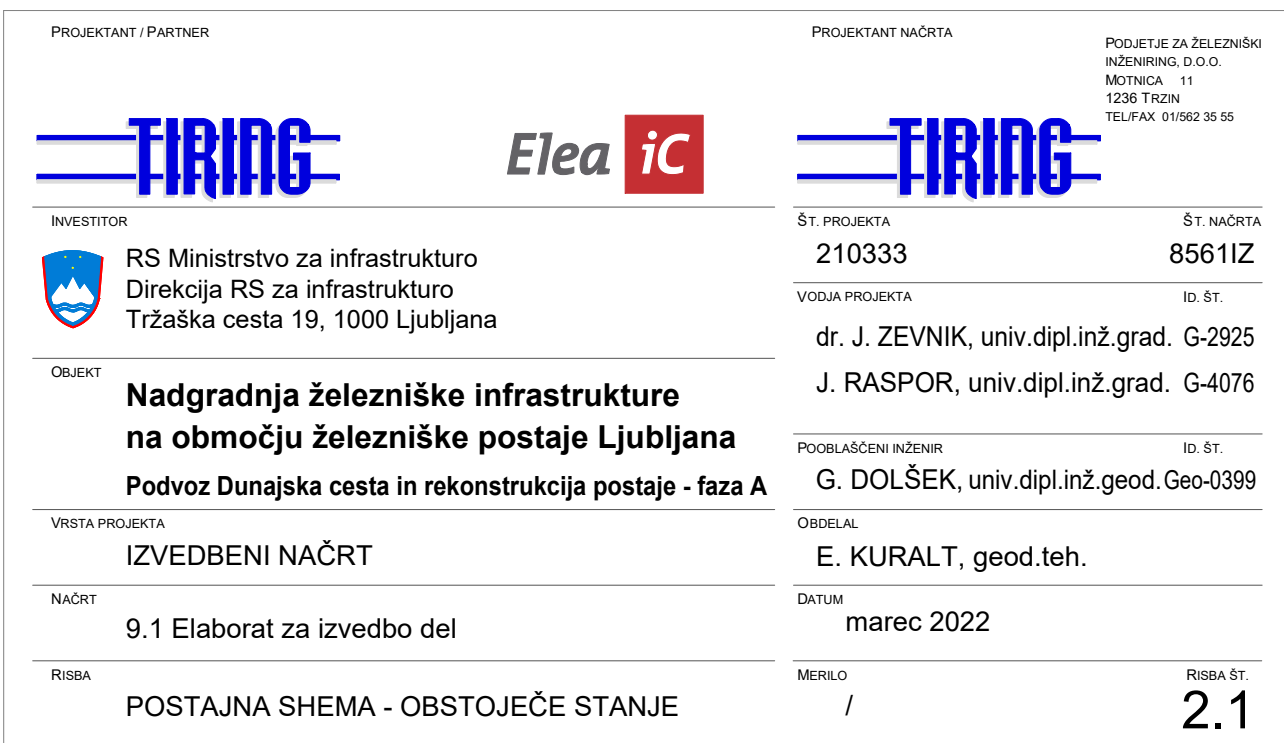 PROJEKTANT / PARTNER
TIRING
Elea iC
INVESTITOR
RS Ministrstvo za infrastrukturo
Direkcija RS za infrastrukturo
Tržaška cesta 19, 1000 Ljubljana
OBJEKT
Nadgradnja železniške infrastrukture
na območju železniške postaje Ljubljana
Podvoz Dunajska cesta in rekonstrukcija postaje - faza A
VRSTA PROJEKTA
IZVEDBENI NAČRT
NAČRT
9.1 Elaborat za izvedbo del
RISBA
POSTAJNA SHEMA - OBSTOJEČE STANJE
PROJEKTANT NAČRTA
PODJETJE ZA ŽELEZNIŠKI
INŽENIRING, D.O.O.
MOTNICA 11
1236 TRZIN
TEL/FAX 01/562 35 55
TIRING
ŠT. PROJEKTA ŠT. NAČRTA
210333 8561IZ
VODJA PROJEKTA ID. ŠT.
dr. J. ZEVNIK, univ.dipl.inž.grad. G-2925
J. RASPOR, univ.dipl.inž.grad. G-4076
POOBLAŠČENI INŽENIR ID. ŠT.
G. DOLŠEK, univ.dipl.inž.geod. Geo-0399
OBDELAL
E. KURALT, geod.teh.
DATUM
marec 2022
MERILO RISBA ŠT.
/ 2.1